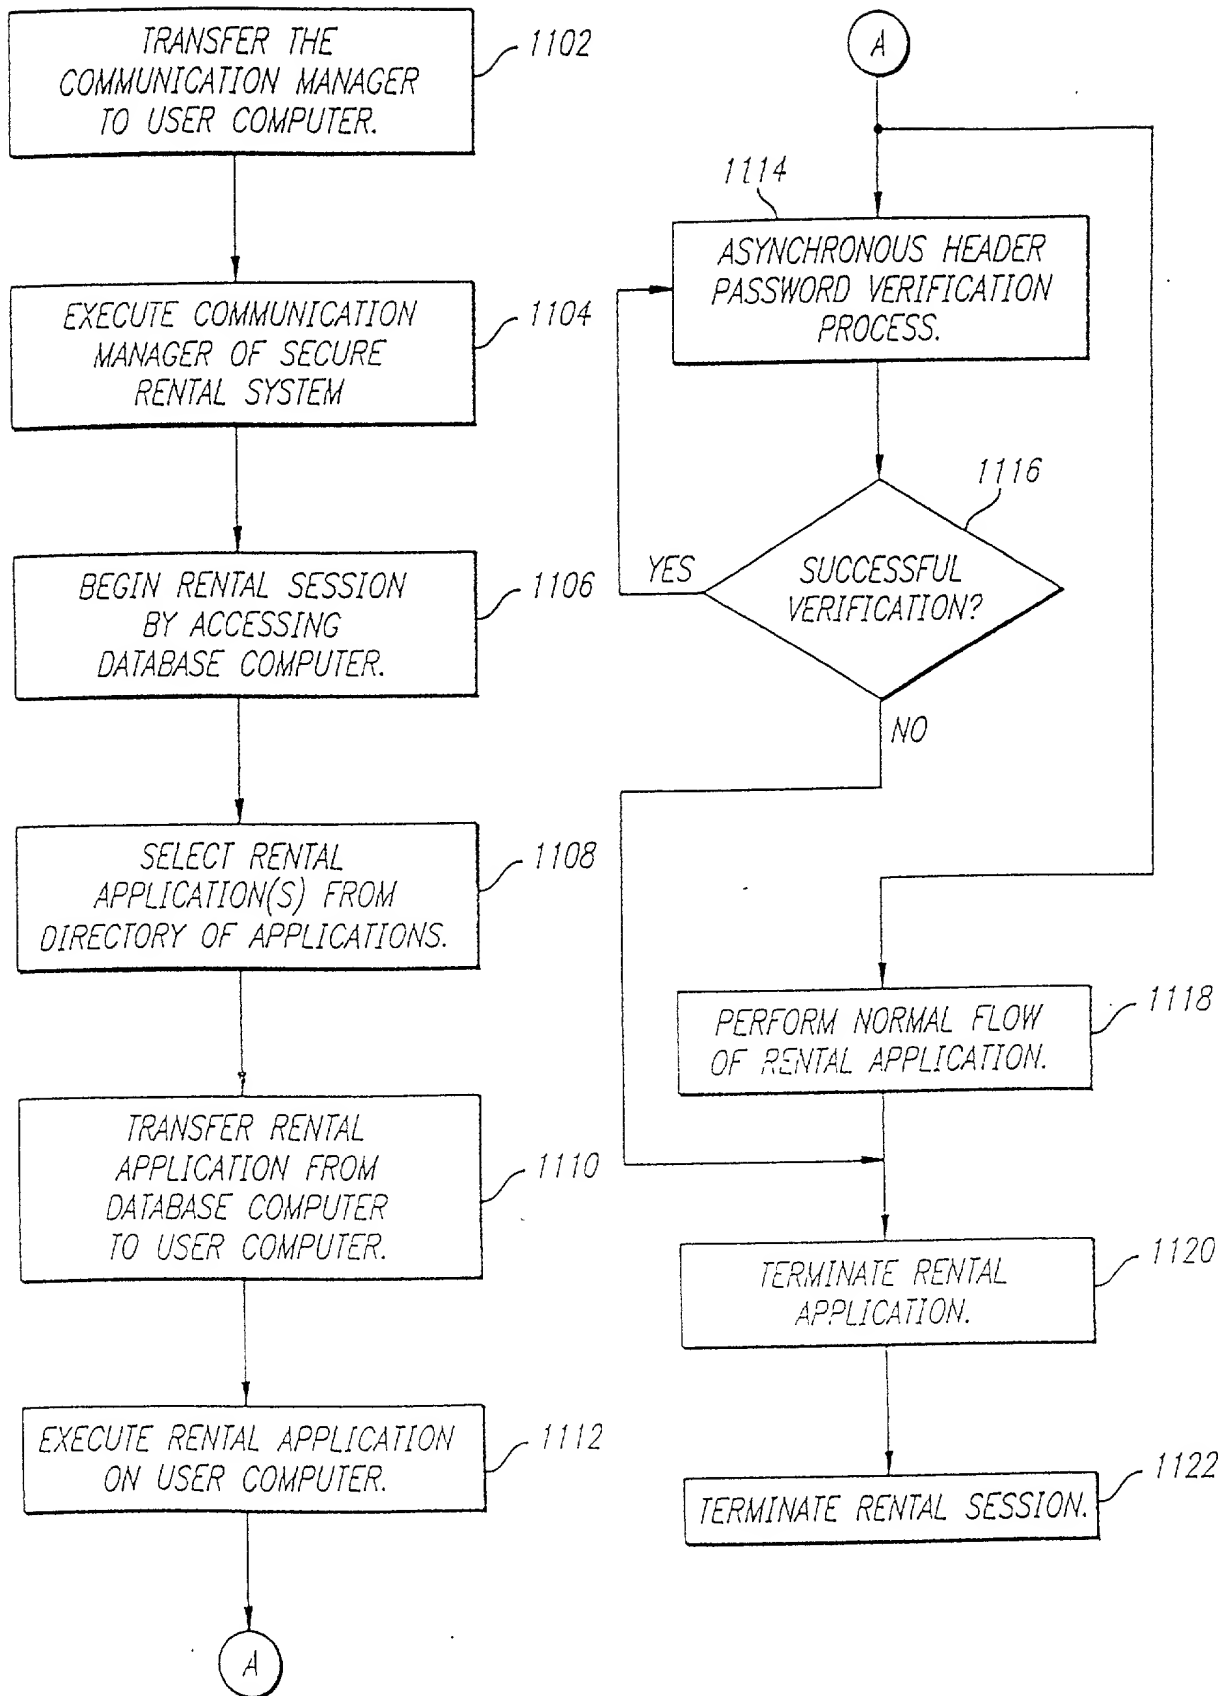 TRANSFER THE
COMMUNICATION MANAGER
TO USER COMPUTER.
1102
EXECUTE COMMUNICATION
MANAGER OF SECURE
RENTAL SYSTEM
1104
BEGIN RENTAL SESSION
BY ACCESSING
DATABASE COMPUTER.
1106
SELECT RENTAL
APPLICATION(S) FROM
DIRECTORY OF APPLICATIONS.
1108
TRANSFER RENTAL
APPLICATION FROM
DATABASE COMPUTER
TO USER COMPUTER.
1110
EXECUTE RENTAL APPLICATION
ON USER COMPUTER.
1112
A
A
1114
ASYNCHRONOUS HEADER
PASSWORD VERIFICATION
PROCESS.
1116
SUCCESSFUL
VERIFICATION?
YES
NO
PERFORM NORMAL FLOW
OF RENTAL APPLICATION.
1118
TERMINATE RENTAL
APPLICATION.
1120
TERMINATE RENTAL SESSION.
1122